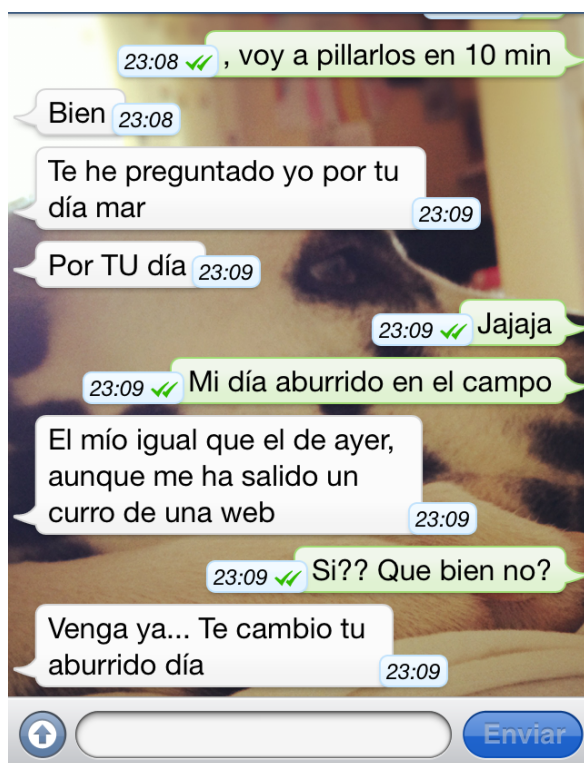 23:08 , voy a pillarlos en 10 min
Bien 23:08
Te he preguntado yo por tu
día mar 23:09
Por TU día 23:09
23:09 Jajaja
23:09 Mi día aburrido en el campo
El mío igual que el de ayer,
aunque me ha salido un
curro de una web 23:09
23:09 Si?? Que bien no?
Venga ya... Te cambio tu
aburrido día 23:09
Enviar